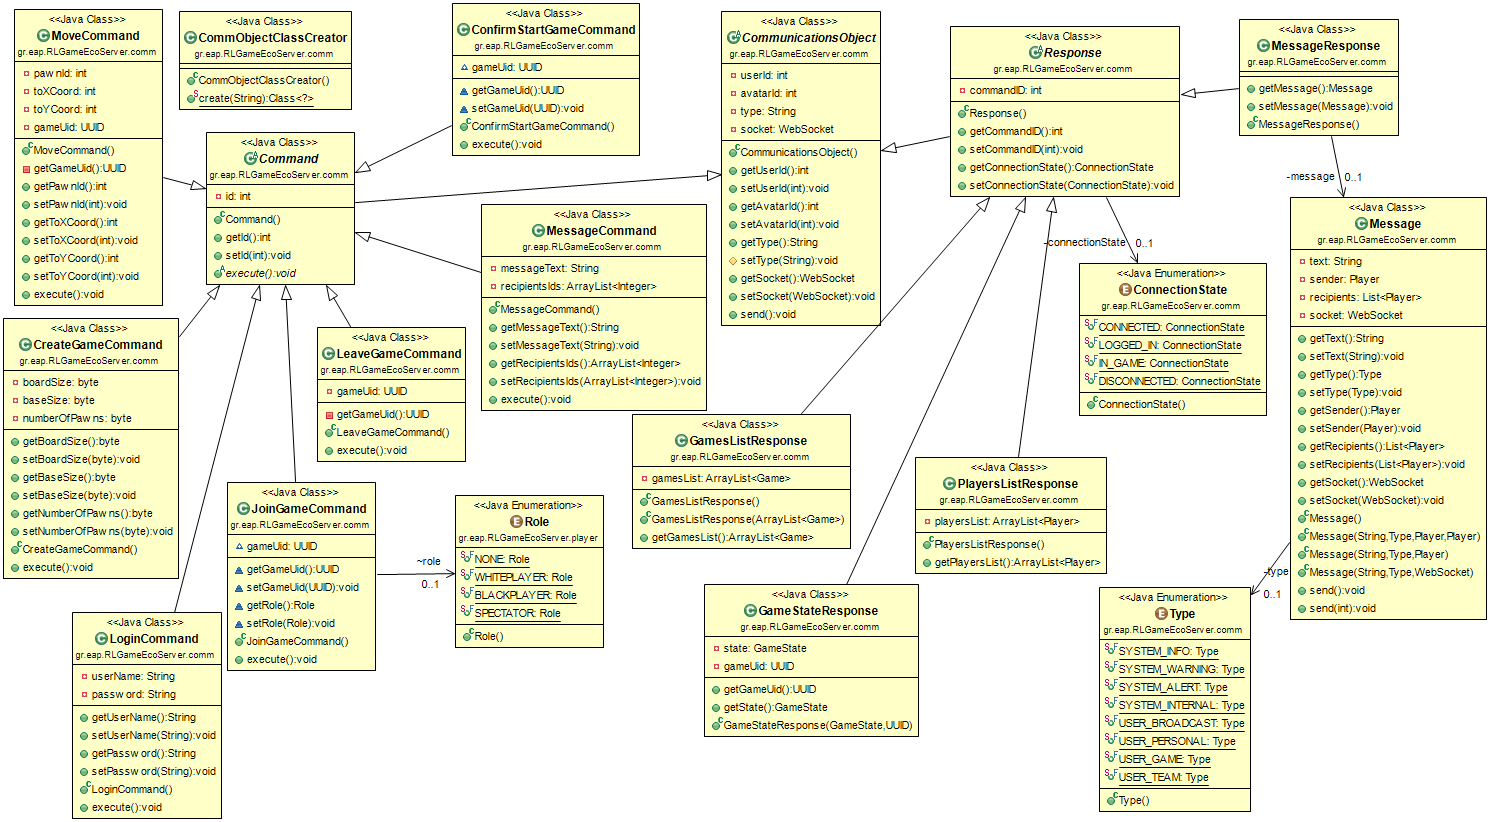 <<Java Class>>
MoveCommand
gr.eap.RLGameEcoServer.comm
pawnId: int
toXCoord: int
toYCoord: int
gameUid: UUID
MoveCommand()
getGameUid():UUID
getPawnId():int
setPawnId(int):void
getToXCoord():int
setToXCoord(int):void
getToYCoord():int
setToYCoord(int):void
execute():void
<<Java Class>>
CommObjectClassCreator
gr.eap.RLGameEcoServer.comm
CommObjectClassCreator()
create(String):Class<?>
<<Java Class>>
ConfirmStartGameCommand
gr.eap.RLGameEcoServer.comm
gameUid: UUID
getGameUid():UUID
setGameUid(UUID):void
ConfirmStartGameCommand()
execute():void
<<Java Class>>
CommunicationsObject
gr.eap.RLGameEcoServer.comm
userId: int
avatarId: int
type: String
socket: WebSocket
CommunicationsObject()
getUserId():int
setUserId(int):void
getAvatarId():int
setAvatarId(int):void
getType():String
setType(String):void
getSocket():WebSocket
setSocket(WebSocket):void
send():void
<<Java Class>>
Response
gr.eap.RLGameEcoServer.comm
commandID: int
Response()
getCommandID():int
setCommandID(int):void
getConnectionState():ConnectionState
setConnectionState(ConnectionState):void
<<Java Class>>
MessageResponse
gr.eap.RLGameEcoServer.comm
getMessage():Message
setMessage(Message):void
MessageResponse()
<<Java Class>>
Command
gr.eap.RLGameEcoServer.comm
id: int
Command()
getId():int
setId(int):void
execute():void
<<Java Class>>
MessageCommand
gr.eap.RLGameEcoServer.comm
messageText: String
recipientsIds: ArrayList<Integer>
MessageCommand()
getMessageText():String
setMessageText(String):void
getRecipientsIds():ArrayList<Integer>
setRecipientsIds(ArrayList<Integer>):void
execute():void
-message 0..1
<<Java Class>>
Message
gr.eap.RLGameEcoServer.comm
text: String
sender: Player
recipients: List<Player>
socket: WebSocket
getText():String
setText(String):void
getType():Type
setType(Type):void
getSender():Player
setSender(Player):void
getRecipients():List<Player>
setRecipients(List<Player>):void
getSocket():WebSocket
setSocket(WebSocket):void
Message()
Message(String,Type,Player,Player)
Message(String,Type,Player)
Message(String,Type,WebSocket)
send():void
send(int):void
-connectionState 0..1
<<Java Enumeration>>
ConnectionState
gr.eap.RLGameEcoServer.comm
CONNECTED: ConnectionState
LOGGED_IN: ConnectionState
IN_GAME: ConnectionState
DISCONNECTED: ConnectionState
ConnectionState()
<<Java Class>>
CreateGameCommand
gr.eap.RLGameEcoServer.comm
boardSize: byte
baseSize: byte
numberOfPawns: byte
getBoardSize():byte
setBoardSize(byte):void
getBaseSize():byte
setBaseSize(byte):void
getNumberOfPawns():byte
setNumberOfPawns(byte):void
CreateGameCommand()
execute():void
<<Java Class>>
LeaveGameCommand
gr.eap.RLGameEcoServer.comm
gameUid: UUID
getGameUid():UUID
LeaveGameCommand()
execute():void
<<Java Class>>
GamesListResponse
gr.eap.RLGameEcoServer.comm
gamesList: ArrayList<Game>
GamesListResponse()
GamesListResponse(ArrayList<Game>)
getGamesList():ArrayList<Game>
<<Java Class>>
PlayersListResponse
gr.eap.RLGameEcoServer.comm
playersList: ArrayList<Player>
PlayersListResponse()
getPlayersList():ArrayList<Player>
<<Java Class>>
JoinGameCommand
gr.eap.RLGameEcoServer.comm
gameUid: UUID
getGameUid():UUID
setGameUid(UUID):void
getRole():Role
setRole(Role):void
JoinGameCommand()
execute():void
~role
0..1
<<Java Enumeration>>
Role
gr.eap.RLGameEcoServer.player
NONE: Role
WHITEPLAYER: Role
BLACKPLAYER: Role
SPECTATOR: Role
Role()
<<Java Class>>
GameStateResponse
gr.eap.RLGameEcoServer.comm
state: GameState
gameUid: UUID
getGameUid():UUID
getState():GameState
GameStateResponse(GameState,UUID)
-type
0..1
<<Java Enumeration>>
Type
gr.eap.RLGameEcoServer.comm
SYSTEM_INFO: Type
SYSTEM_WARNING: Type
SYSTEM_ALERT: Type
SYSTEM_INTERNAL: Type
USER_BROADCAST: Type
USER_PERSONAL: Type
USER_GAME: Type
USER_TEAM: Type
Type()
<<Java Class>>
LoginCommand
gr.eap.RLGameEcoServer.comm
userName: String
password: String
getUserName():String
setUserName(String):void
getPassword():String
setPassword(String):void
LoginCommand()
execute():void